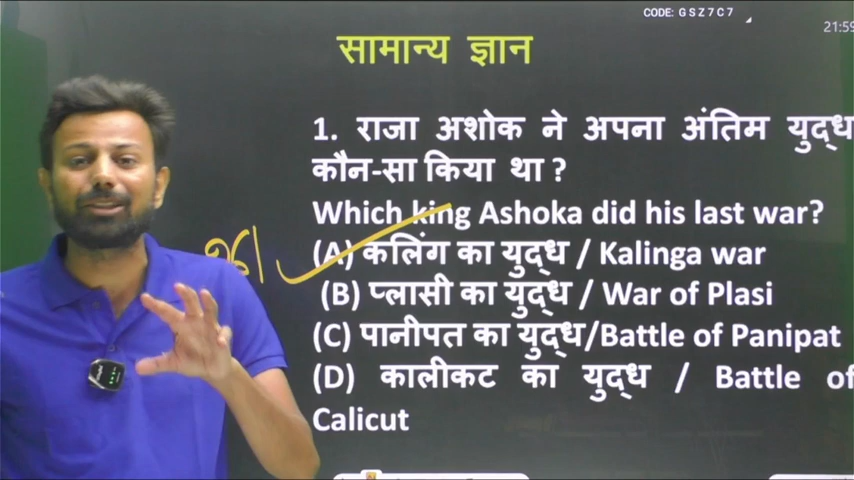 CODE: GSZ7C7
21:59
सामान्य ज्ञान
1. राजा अशोक ने अपना अंतिम युद्ध
कौन-सा किया था ?
Which king Ashoka did his last war?
261
(A) कलिंग का युद्ध / Kalinga war
(B) प्लासी का युद्ध / War of Plasi
(C) पानीपत का युद्ध/Battle of Panipat
(D) कालीकट का युद्ध / Battle of
Calicut